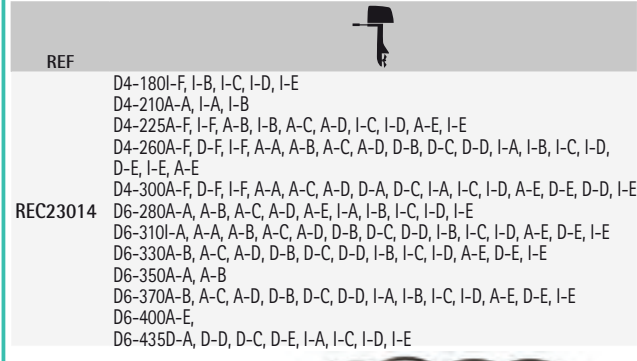 REF
D4-180I-F, I-B, I-C, I-D, I-E
D4-210A-A, I-A, I-B
D4-225A-F, I-F, A-B, I-B, A-C, A-D, I-C, I-D, A-E, I-E
D4-260A-F, D-F, I-F, A-A, A-B, A-C, A-D, D-B, D-C, D-D, I-A, I-B, I-C, I-D,
D-E, I-E, A-E
D4-300A-F, D-F, I-F, A-A, A-C, A-D, D-A, D-C, I-A, I-C, I-D, A-E, D-E, D-D, I-E
REC23014 D6-280A-A, A-B, A-C, A-D, A-E, I-A, I-B, I-C, I-D, I-E
D6-310I-A, A-A, A-B, A-C, A-D, D-B, D-C, D-D, I-B, I-C, I-D, A-E, D-E, I-E
D6-330A-B, A-C, A-D, D-B, D-C, D-D, I-B, I-C, I-D, A-E, D-E, I-E
D6-350A-A, A-B
D6-370A-B, A-C, A-D, D-B, D-C, D-D, I-A, I-B, I-C, I-D, A-E, D-E, I-E
D6-400A-E,
D6-435D-A, D-D, D-C, D-E, I-A, I-C, I-D, I-E